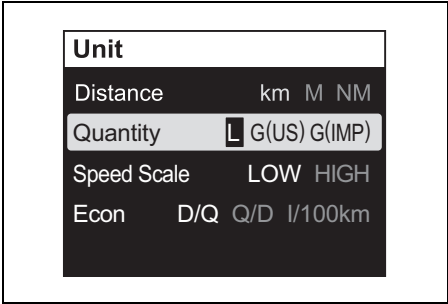 Unit
Distance km M NM
Quantity L G(US) G(IMP)
Speed Scale LOW HIGH
Econ D/Q Q/D l/100km